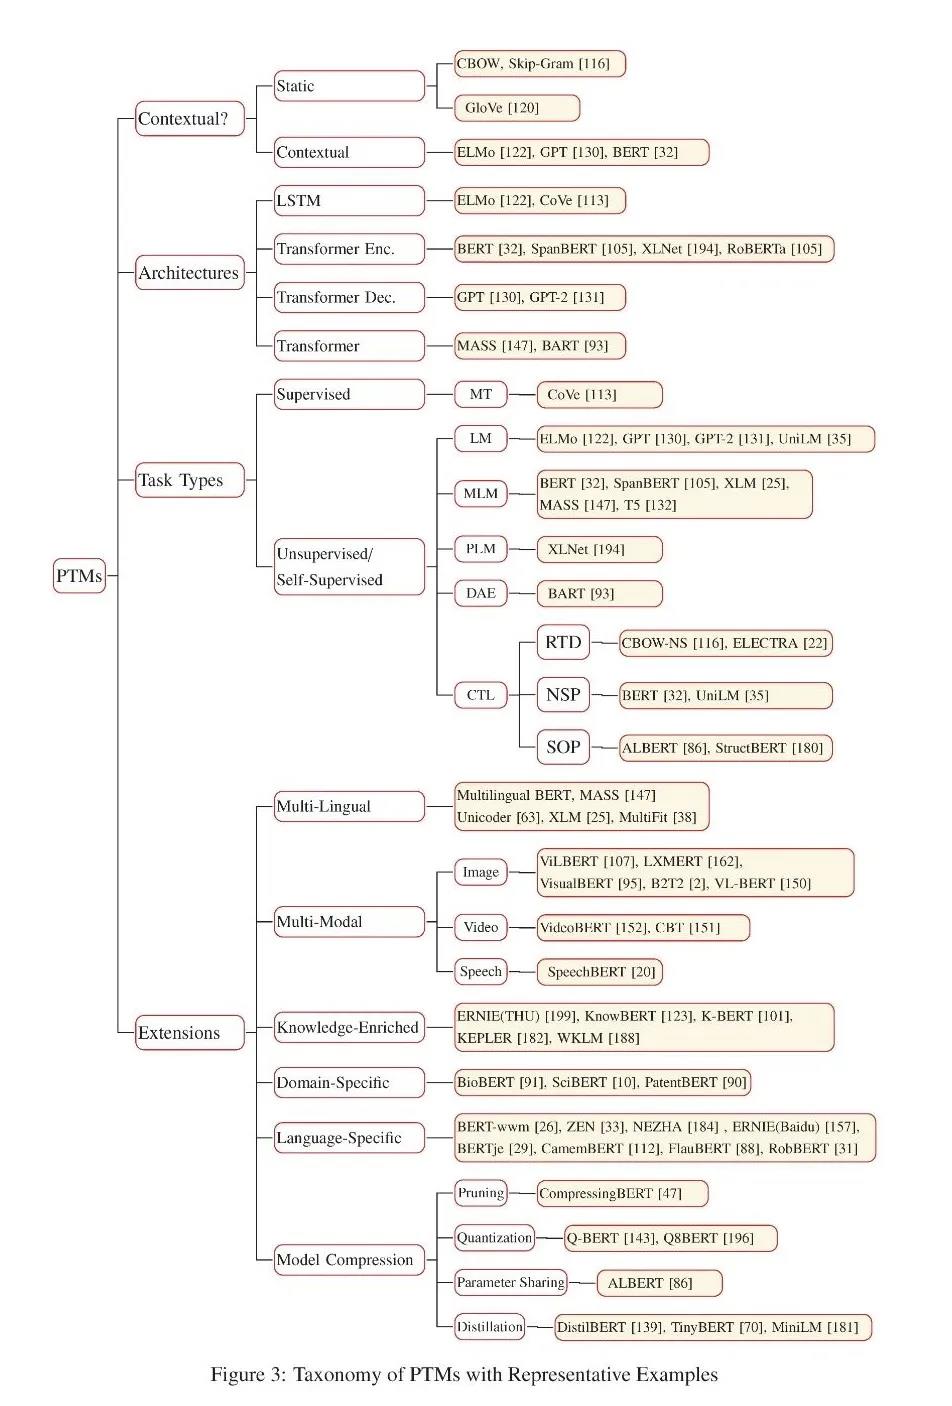 CBOW, Skip-Gram [116]
Static
GloVe [120]
Contextual?
Contextual
ELMo [122], GPT [130], BERT [32]
LSTM
ELMo [122], CoVe [113]
Transformer Enc.
BERT [32], SpanBERT [105], XLNet [194], RoBERTa [105]
Architectures
Transformer Dec.
GPT [130], GPT-2 [131]
Transformer
MASS [147], BART [93]
Supervised
MT
CoVe [113]
LM
ELMo [122], GPT [130], GPT-2 [131], UniLM [35]
Task Types
MLM
BERT [32], SpanBERT [105], XLM [25],
MASS [147], T5 [132]
Unsupervised/
Self-Supervised
PLM
XLNet [194]
PTMs
DAE
BART [93]
RTD
CBOW-NS [116], ELECTRA [22]
CTL
NSP
BERT [32], UniLM [35]
SOP
ALBERT [86], StructBERT [180]
Multi-Lingual
Multilingual BERT, MASS [147]
Unicoder [63], XLM [25], MultiFit [38]
Image
ViLBERT [107], LXMERT [162],
VisualBERT [95], B2T2 [2], VL-BERT [150]
Multi-Modal
Video
VideoBERT [152], CBT [151]
Speech
SpeechBERT [20]
Extensions
Knowledge-Enriched
ERNIE(THU) [199], KnowBERT [123], K-BERT [101],
KEPLER [182], WKLM [188]
Domain-Specific
BioBERT [91], SciBERT [10], PatentBERT [90]
Language-Specific
BERT-wwm [26], ZEN [33], NEZHA [184] , ERNIE(Baidu) [157],
BERTje [29], CamemBERT [112], FlauBERT [88], RobBERT [31]
Pruning
CompressingBERT [47]
Quantization
Q-BERT [143], Q8BERT [196]
Model Compression
Parameter Sharing
ALBERT [86]
Distillation
DistilBERT [139], TinyBERT [70], MiniLM [181]
Figure 3: Taxonomy of PTMs with Representative Examples